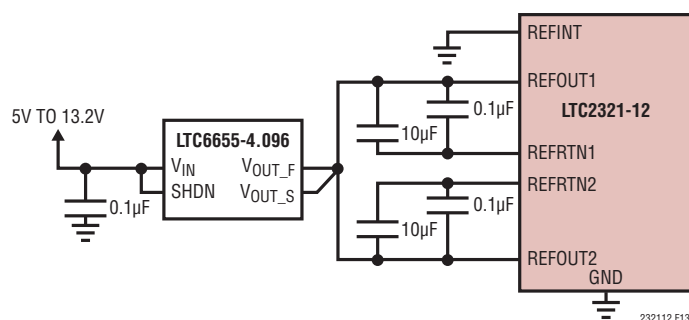 REFINT
REFOUT1
LTC2321-12
0.1µF
5V TO 13.2V
LTC6655-4.096
10µF
VIN
VOUT_F
REFRTN1
SHDN
VOUT_S
REFRTN2
0.1µF
0.1µF
10µF
REFOUT2
GND
232112 F13